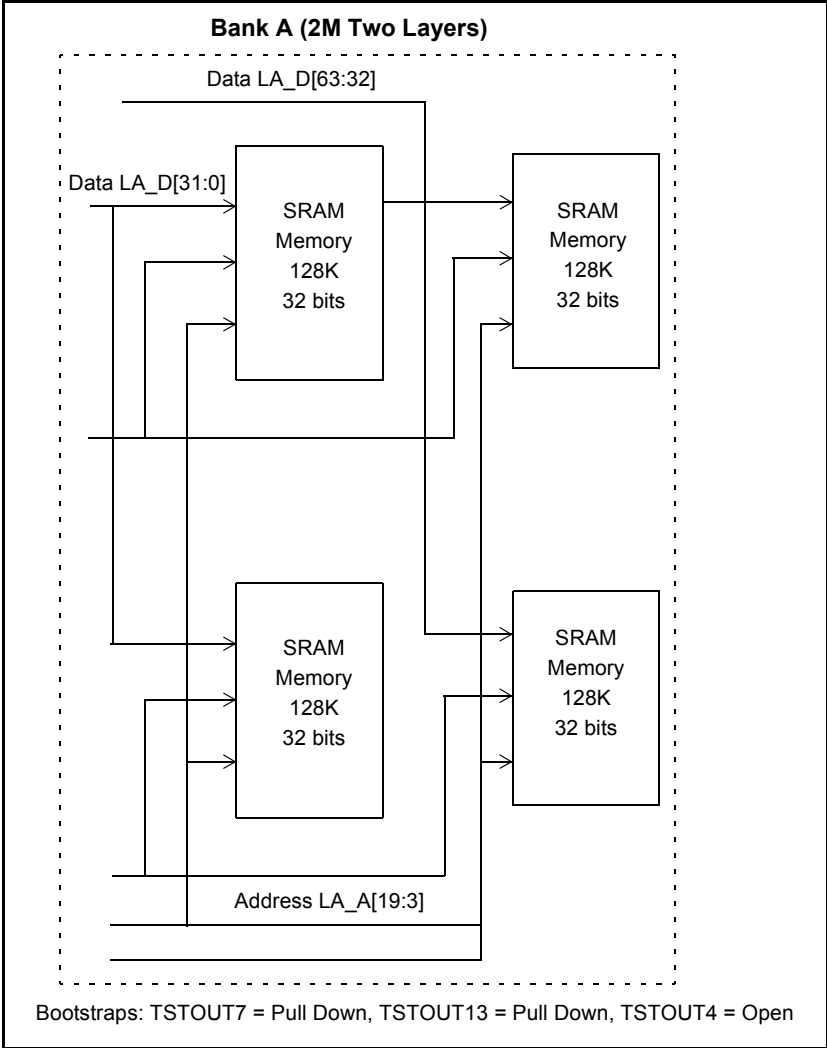 Bank A (2M Two Layers)
Data LA_D[63:32]
Data LA_D[31:0]
SRAM
Memory
128K
32 bits
SRAM
Memory
128K
32 bits
SRAM
Memory
128K
32 bits
SRAM
Memory
128K
32 bits
Address LA_A[19:3]
Bootstraps: TSTOUT7 = Pull Down, TSTOUT13 = Pull Down, TSTOUT4 = Open